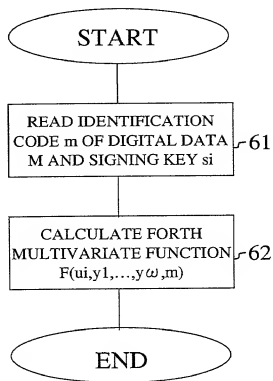 START
READ IDENTIFICATION
CODE m OF DIGITAL DATA
M AND SIGNING KEY si
61
CALCULATE FORTH
MULTIVARIATE FUNCTION
F(ui,y1,...,yω,m)
62
END